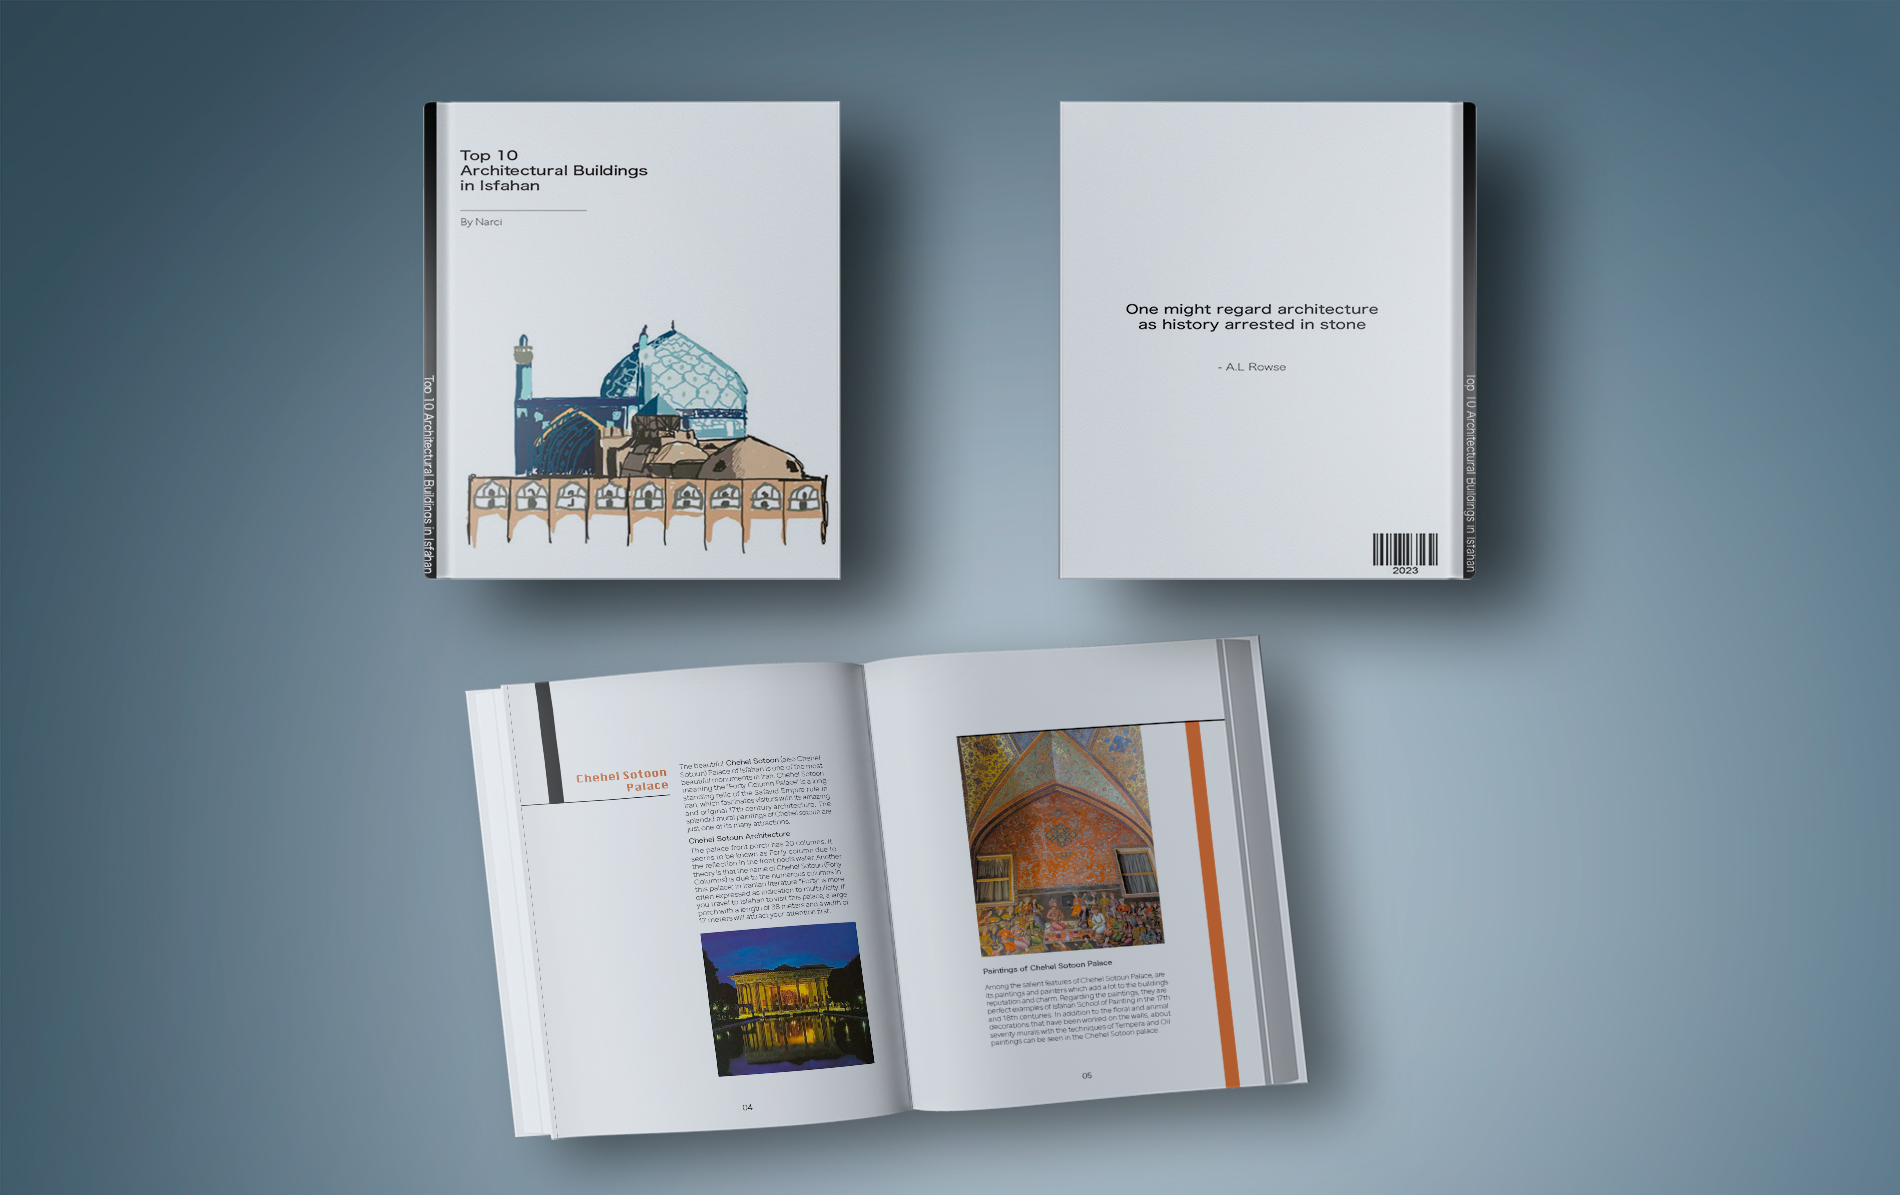 Top 10
Architectural Buildings
in Isfahan
By Narci
Top 10 Architectural Buildings in Isfahan
One might regard architecture
as history arrested in stone
- A.L Rowse
2023
Top 10 Architectural Buildings in Isfahan
Chehel Sotoon
Palace
The beautiful Chehel Sotoon (aea Chehel
Sotoun) Palace of Isfahan is one of the most
beautiful monuments in Iran. Chehel Sotoon
meaning the "Forty Column Palace" is a long-
standing relic of the Safavid Empire rule in
Iran, which fascinates visitors with its amazing
and original 17th century architecture. The
splendid mural paintings of Chehel sotoun are
just one of its many attractions.
Chehel Sotoun Architecture
The palace front porch has 20 columns. It
seems to be known as Forty column due to
the reflection in the front pool's water. Another
theory is that the name of Chehel Sotoun (Forty
Columns) is due to the numerous columns in
this palace; in Iranian literature "Forty" is more
often expressed as indication to multiplicity. If
you travel to Isfahan to visit this palace, a large
porch with a length of 38 meters and a width of
17 meters will attract your attention first.
04
Paintings of Chehel Sotoon Palace
Among the salient features of Chehel Sotoun Palace, are
its paintings and painters which add a lot to the building's
reputation and charm. Regarding the paintings, they are
perfect examples of Isfahan School of Painting in the 17th
and 18th centuries. In addition to the floral and animal
decorations that have been worked on the walls, about
seventy murals with the techniques of Tempera and Oil
paintings can be seen in the Chehel Sotoon palace.
05